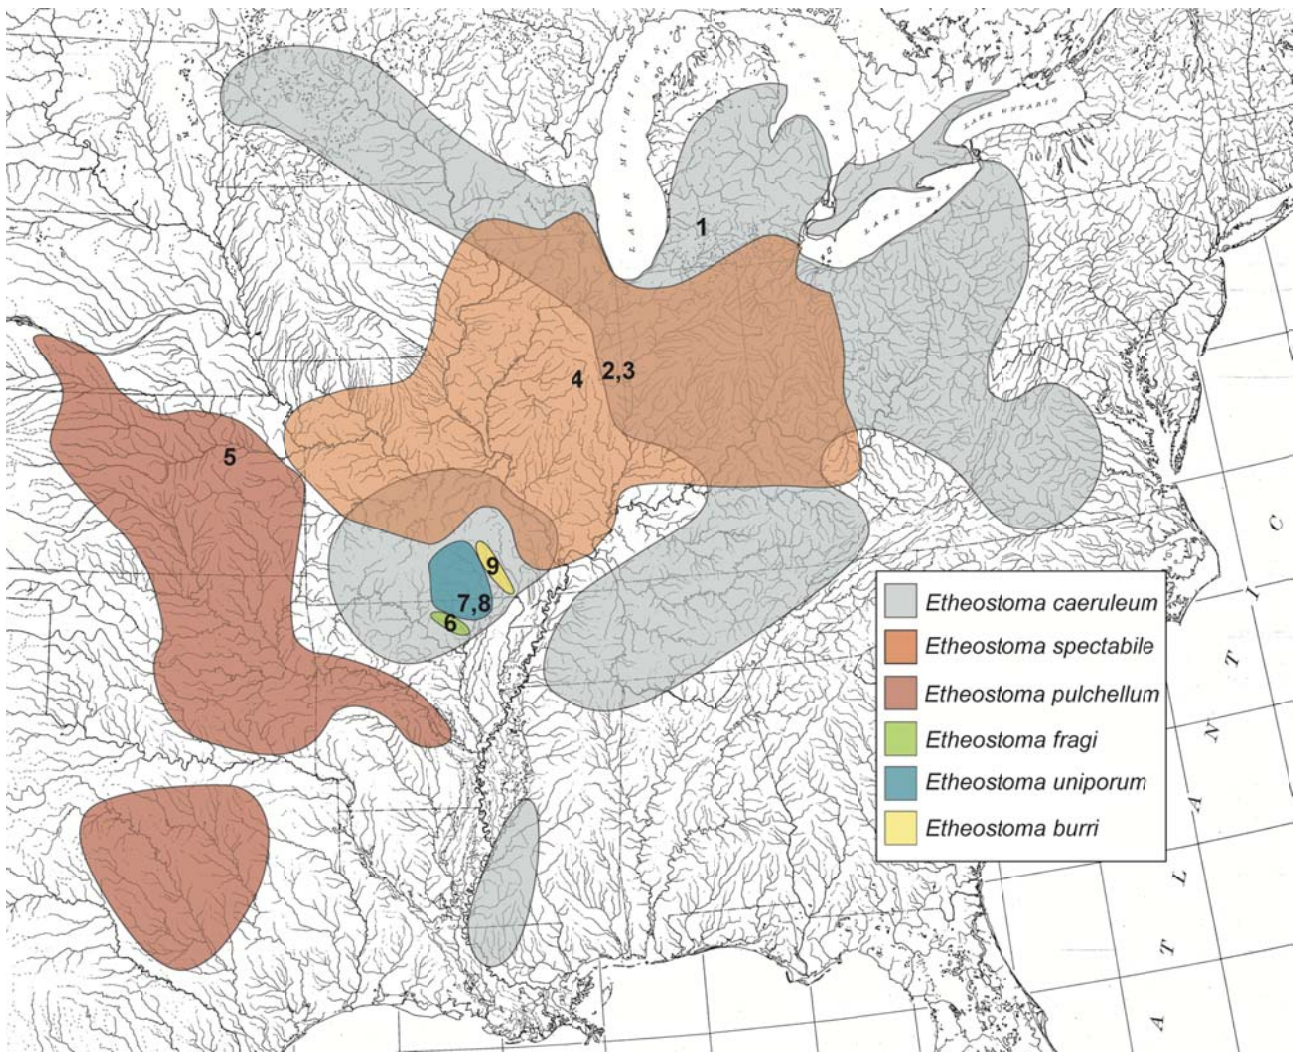 LAKE MICHIGAN
LAKE HURON
LAKE ONTARIO
LAKE ERIE
1
2,3
4
5
9
7,8
6
Etheostoma caeruleum
Etheostoma spectabile
Etheostoma pulchellum
Etheostoma fragi
Etheostoma uniporum
Etheostoma burri
ATLANTIC